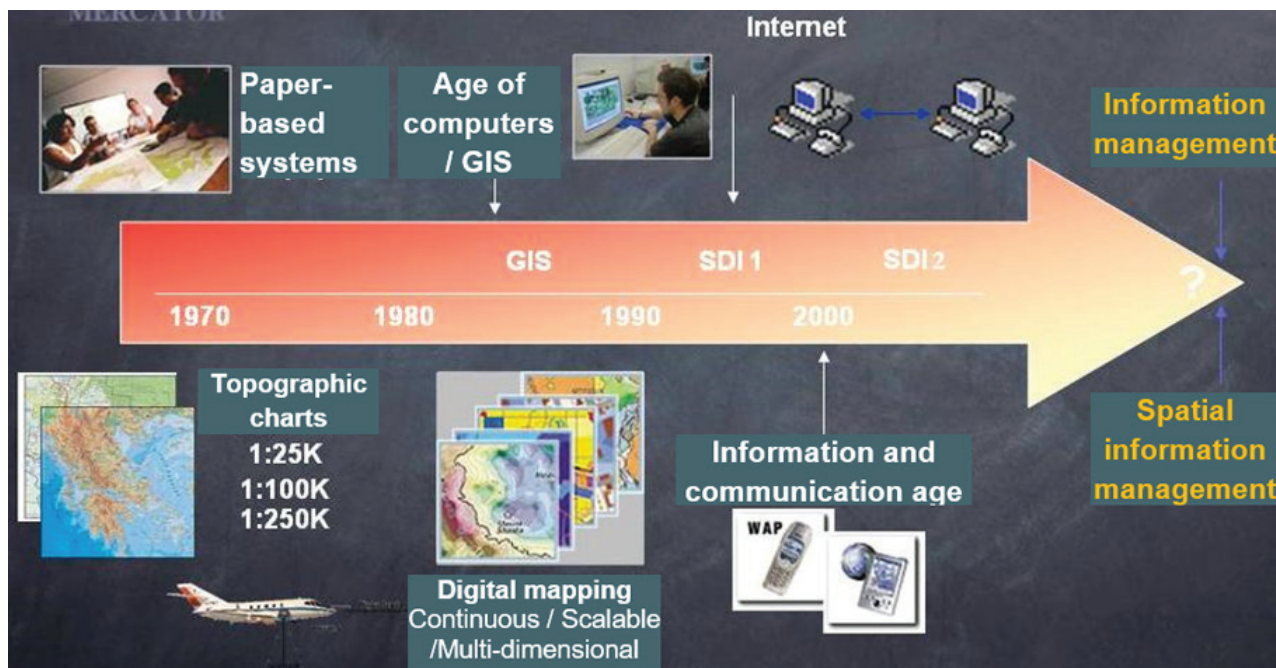 MERCATOR
Internet
Paper-
based
systems
Age of
computers
/ GIS
Information
management
GIS
SDI 1
SDI 2
?
1970
1980
1990
2000
Topographic
charts
1:25K
1:100K
1:250K
Digital mapping
Continuous / Scalable
/Multi-dimensional
Information and
communication age
WAP
Spatial
information
management